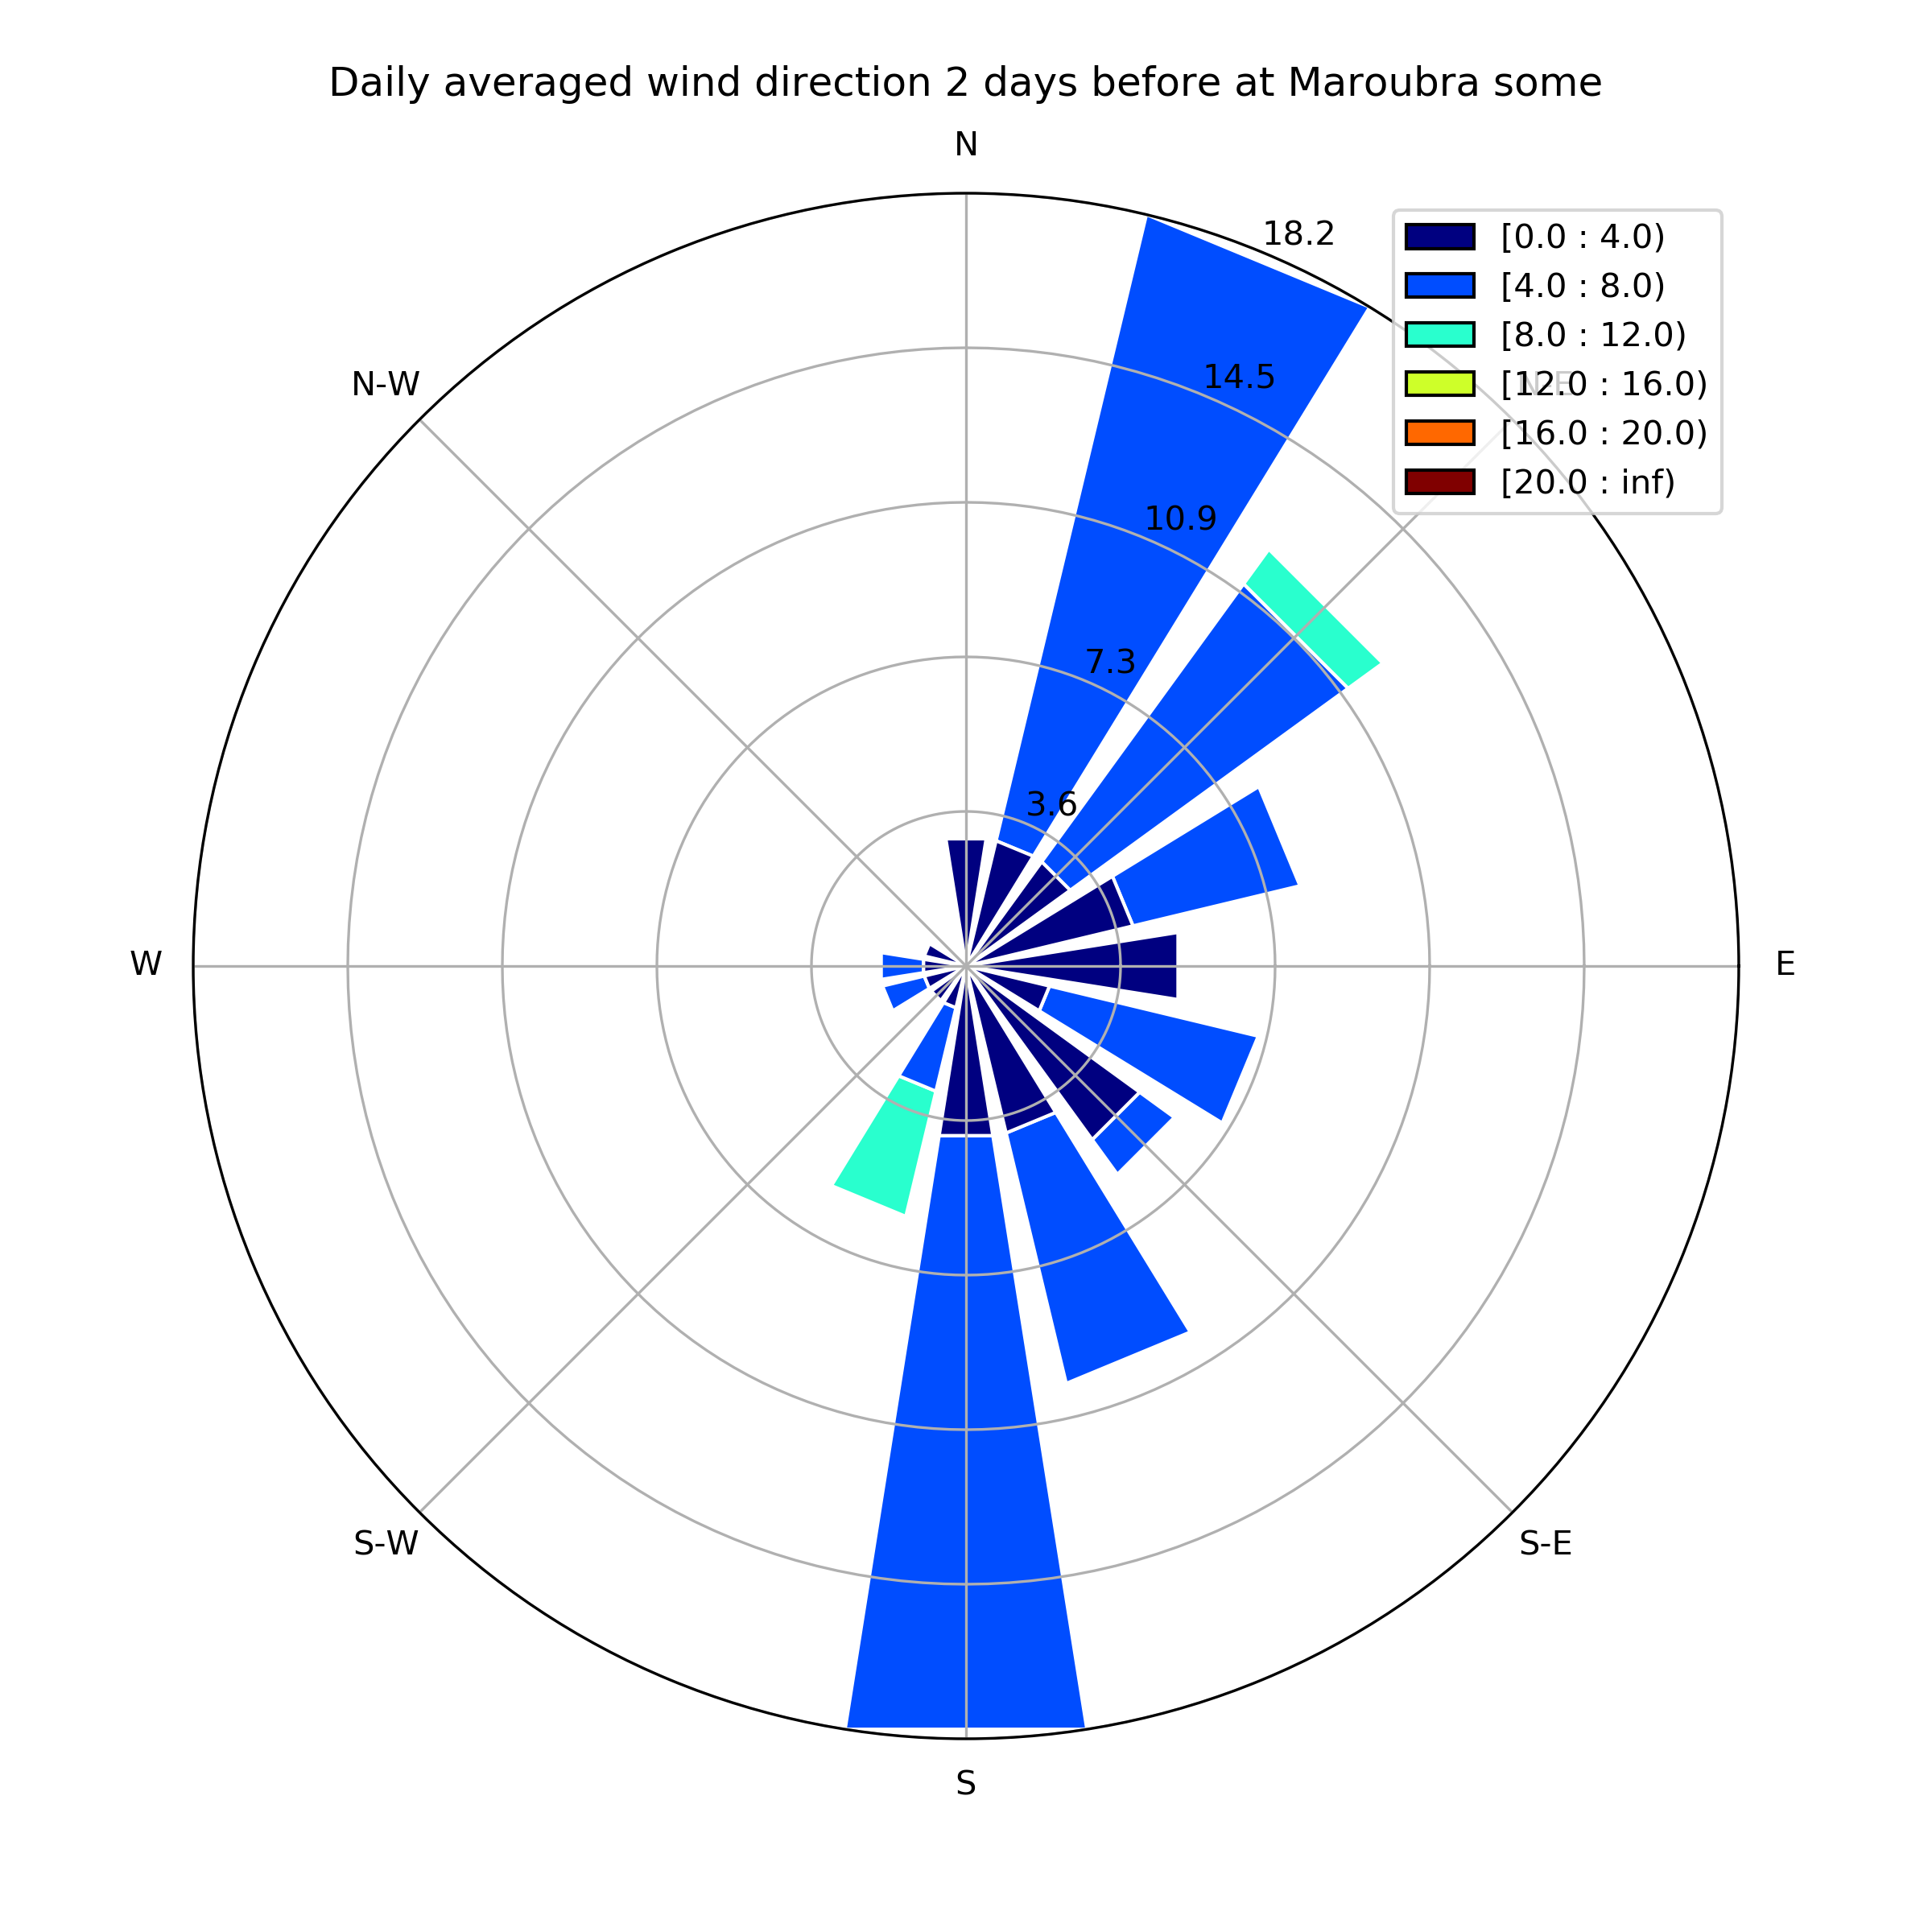 Daily averaged wind direction 2 days before at Maroubra some
N
18.2
[0.0 : 4.0)
[4.0 : 8.0)
[8.0 : 12.0)
[12.0 : 16.0)
[16.0 : 20.0)
[20.0 : inf)
N-W
14.5
10.9
7.3
3.6
W
E
S-W
S-E
S